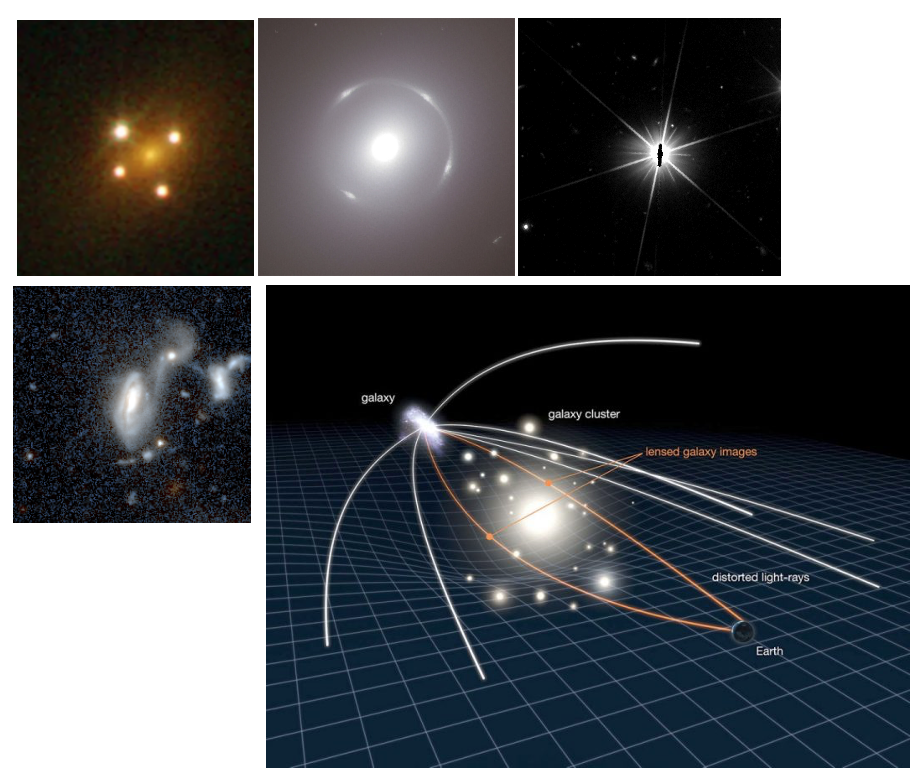 galaxy
galaxy cluster
lensed galaxy images
distorted light-rays
Earth